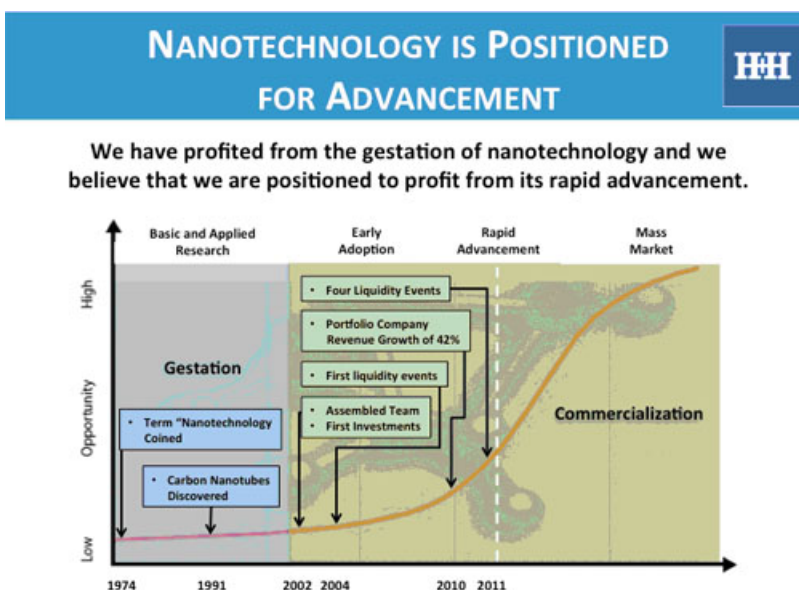 NANOTECHNOLOGY IS POSITIONED
FOR ADVANCEMENT
H+H
We have profited from the gestation of nanotechnology and we
believe that we are positioned to profit from its rapid advancement.
Basic and Applied
Research
Early
Adoption
Rapid
Advancement
Mass
Market
High
Opportunity
Low
Gestation
Commercialization
• Four Liquidity Events
• Portfolio Company
Revenue Growth of 42%
• First liquidity events
• Assembled Team
• First Investments
• Term "Nanotechnology
Coined
• Carbon Nanotubes
Discovered
1974 1991 2002 2004 2010 2011